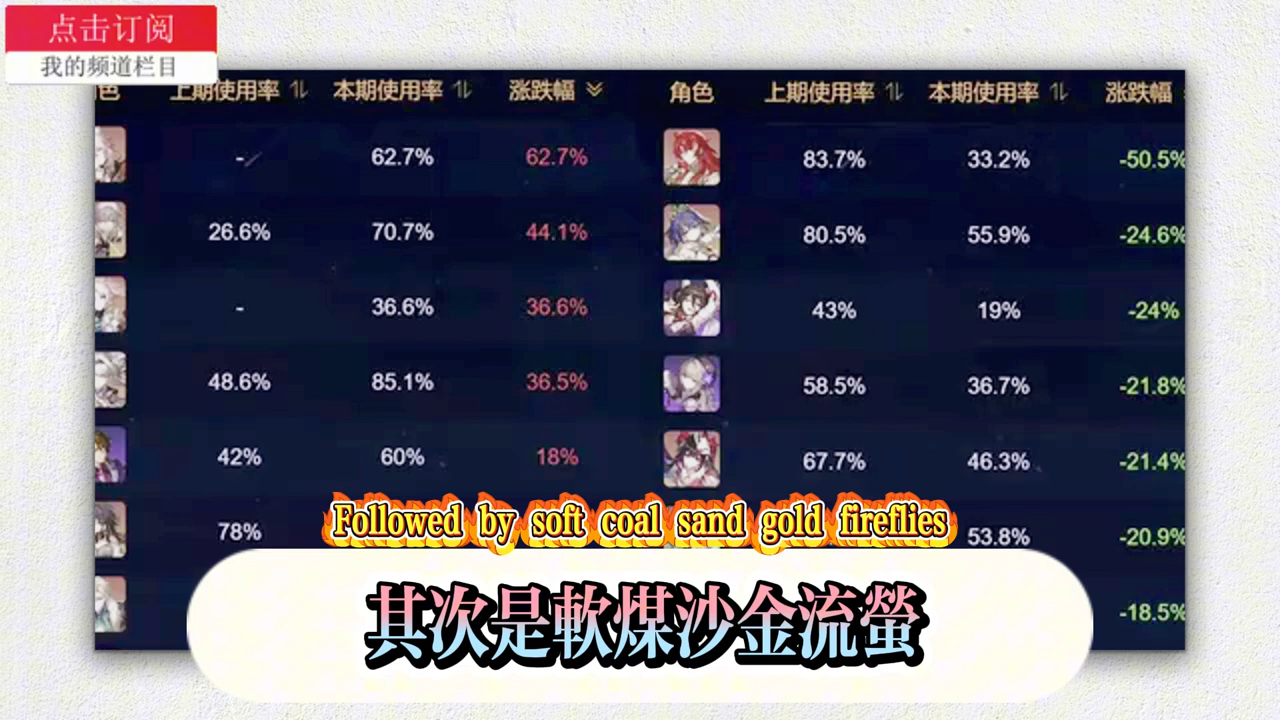 点击订阅
我的频道栏目
角色 上期使用率 本期使用率 涨跌幅 角色 上期使用率 本期使用率 涨跌幅
- 62.7% 62.7% 83.7% 33.2% -50.5%
26.6% 70.7% 44.1% 80.5% 55.9% -24.6%
- 36.6% 36.6% 43% 19% -24%
48.6% 85.1% 36.5% 58.5% 36.7% -21.8%
42% 60% 18% 67.7% 46.3% -21.4%
78% 53.8% -20.9%
-18.5%
Followed by soft coal sand gold fireflies
其次是軟煤沙金流螢